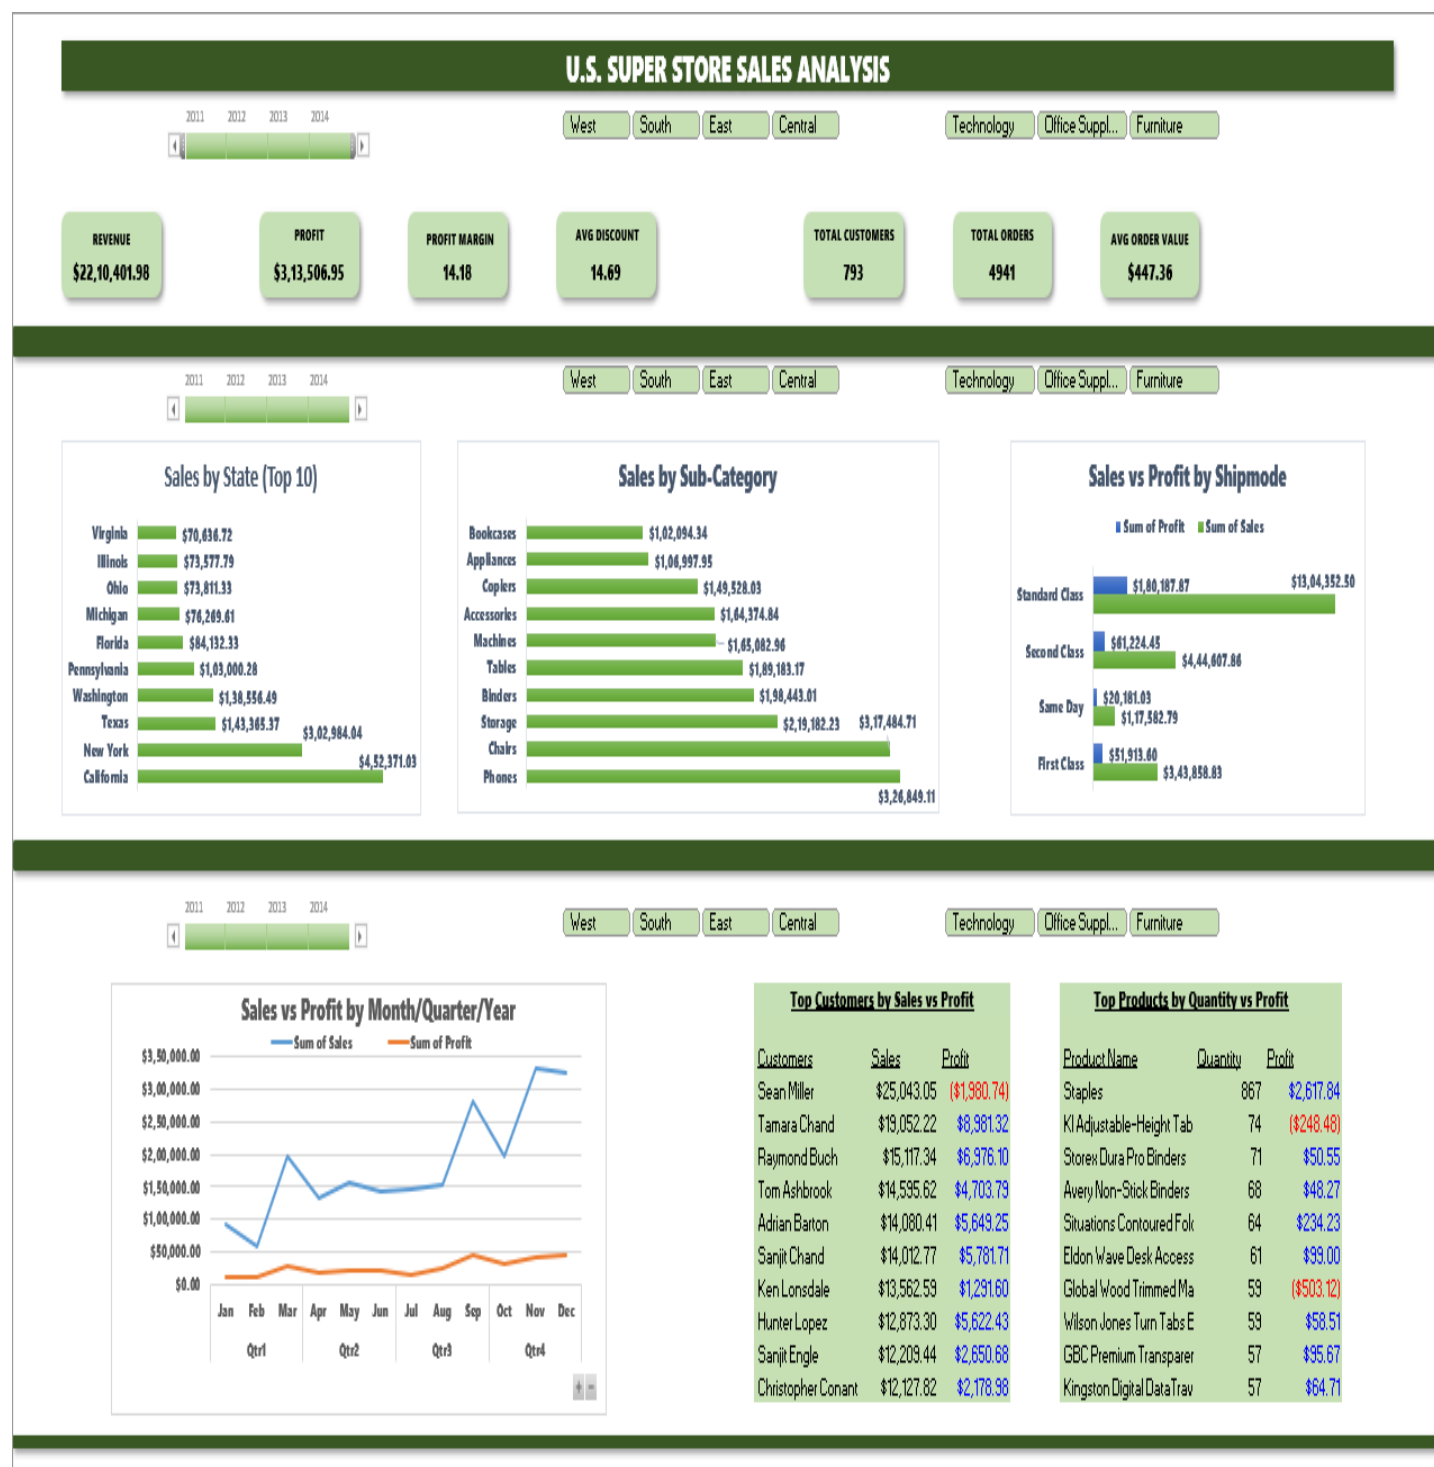 U.S. SUPER STORE SALES ANALYSIS
2011 2012 2013 2014
West South East Central
Technology Office Suppl... Furniture
REVENUE
$22,10,401.98
PROFIT
$3,13,506.95
PROFIT MARGIN
14.18
AVG DISCOUNT
14.69
TOTAL CUSTOMERS
793
TOTAL ORDERS
4941
AVG ORDER VALUE
$447.36
2011 2012 2013 2014
West South East Central
Technology Office Suppl... Furniture
Sales by State (Top 10)
Virginia $70,636.72
Illinois $73,577.79
Ohio $73,811.33
Michigan $76,269.61
Florida $84,132.33
Pennsylvania $1,03,000.28
Washington $1,38,556.49
Texas $1,43,365.37
New York $3,02,984.04
California $4,52,371.03
Sales by Sub-Category
Bookcases $1,02,094.34
Appliances $1,06,997.95
Copiers $1,49,528.03
Accessories $1,64,374.84
Machines $1,65,082.96
Tables $1,89,183.17
Binders $1,98,443.01
Storage $2,19,182.23
Chairs $3,17,484.71
Phones $3,26,849.11
Sales vs Profit by Shipmode
Sum of Profit Sum of Sales
Standard Class $1,80,187.87 $13,04,352.50
Second Class $61,224.45 $4,44,607.86
Same Day $20,181.03 $1,17,582.79
First Class $51,913.60 $3,43,858.83
2011 2012 2013 2014
West South East Central
Technology Office Suppl... Furniture
Sales vs Profit by Month/Quarter/Year
Sum of Sales Sum of Profit
$3,50,000.00
$3,00,000.00
$2,50,000.00
$2,00,000.00
$1,50,000.00
$1,00,000.00
$50,000.00
$0.00
Jan Feb Mar Apr May Jun Jul Aug Sep Oct Nov Dec
Qtr1 Qtr2 Qtr3 Qtr4
+ -
Top Customers by Sales vs Profit
Customers Sales Profit
Sean Miller $25,043.05 ($1,980.74)
Tamara Chand $19,052.22 $8,981.32
Raymond Buch $15,117.34 $6,976.10
Tom Ashbrook $14,595.62 $4,703.79
Adrian Barton $14,080.41 $5,649.25
Sanjit Chand $14,012.77 $5,781.71
Ken Lonsdale $13,562.59 $1,291.60
Hunter Lopez $12,873.30 $5,622.43
Sanjit Engle $12,209.44 $2,650.68
Christopher Conant $12,127.82 $2,178.98
Top Products by Quantity vs Profit
Product Name Quantity Profit
Staples 867 $2,617.84
KI Adjustable-Height Tab 74 ($248.48)
Storex Dura Pro Binders 71 $50.55
Avery Non-Stick Binders 68 $48.27
Situations Contoured Fol 64 $234.23
Eldon Wave Desk Access 61 $99.00
Global Wood Trimmed Ma 59 ($503.12)
Wilson Jones Turn Tabs E 59 $58.51
GBC Premium Transparer 57 $95.67
Kingston Digital DataTrav 57 $64.71